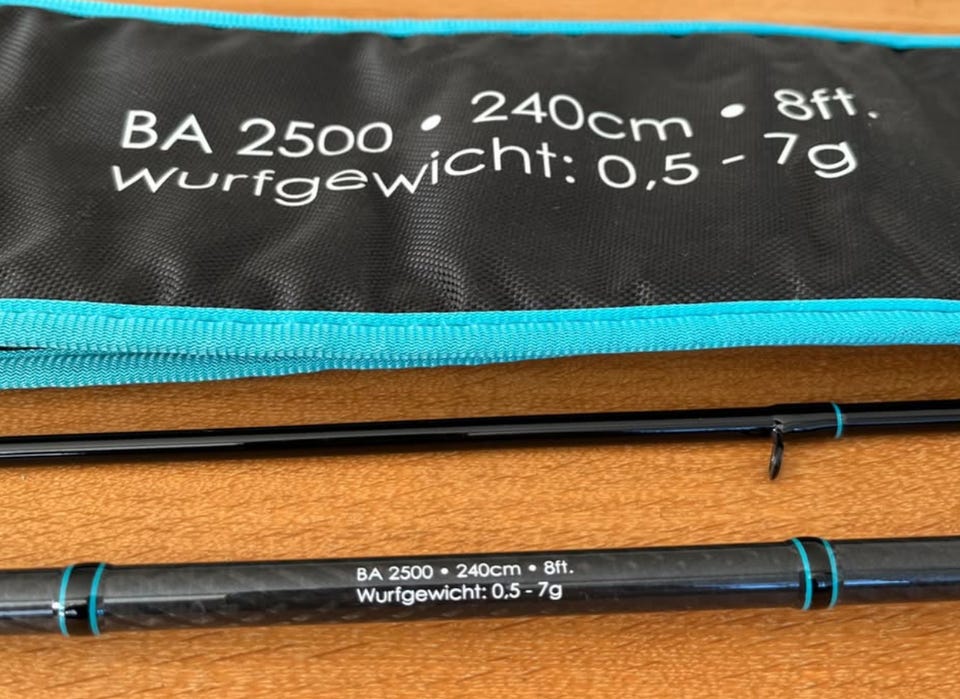 BA 2500 • 240cm • 8ft.
Wurfgewicht: 0,5 - 7g
BA 2500 • 240cm • 8ft.
Wurfgewicht: 0,5 - 7g